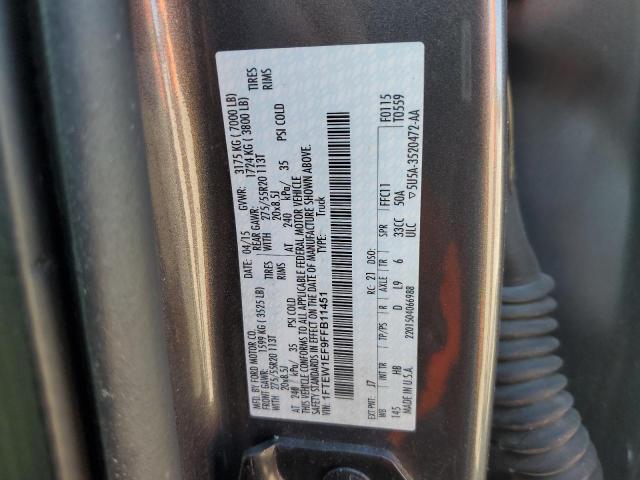 MFD. BY FORD MOTOR CO.
DATE: 04/15 GVWR: 3175 KG ( 7000 LB)
FRONT GAWR: 1599 KG ( 3525 LB) REAR GAWR: 1724 KG ( 3800 LB)
275/55R20 113T TIRES WITH 275/55R20 113T TIRES
20x8.5J RIMS 20x8.5J RIMS
AT 240 kPa/ 35 PSI COLD AT 240 kPa/ 35 PSI COLD
THIS VEHICLE CONFORMS TO ALL APPLICABLE FEDERAL MOTOR VEHICLE
SAFETY STANDARDS IN EFFECT ON THE DATE OF MANUFACTURE SHOWN ABOVE.
VIN: 1FTEW1EF9FFB11451 TYPE: Truck
F0115
T0559
EXT PNT: J7 RC: 21 DSO: FFC11
WB INT TR TP/PS R AXLE TR SPR 33CC 50A
145 HB D L9 6 ULC
MADE IN U.S.A. 2201504066988 ▽5U5A-3520472-AA